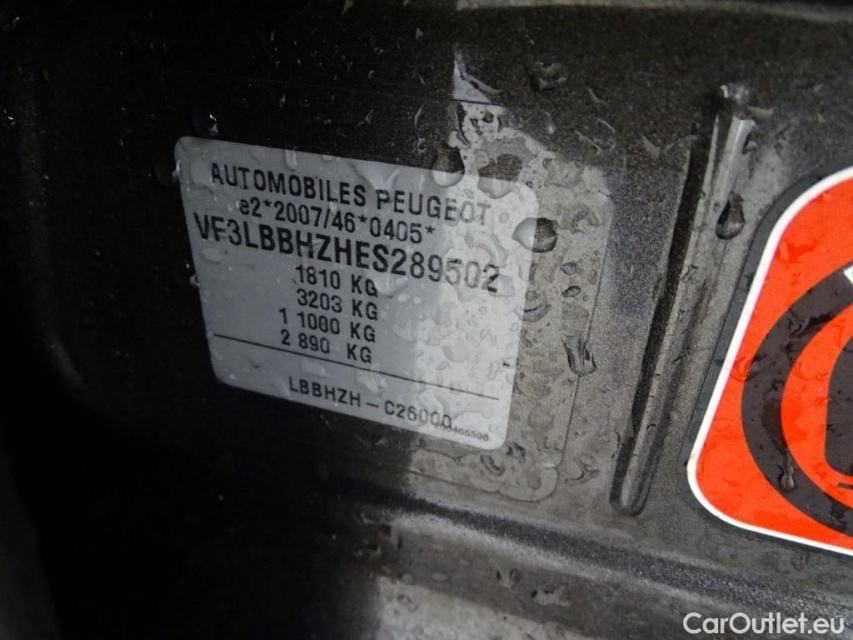 AUTOMOBILES PEUGEOT
e2*2007/46*0405*
VF3LBBHZHES289502
1810 KG
3203 KG
1 1000 KG
2 890 KG
LBBHZH - C26000
CarOutlet.eu